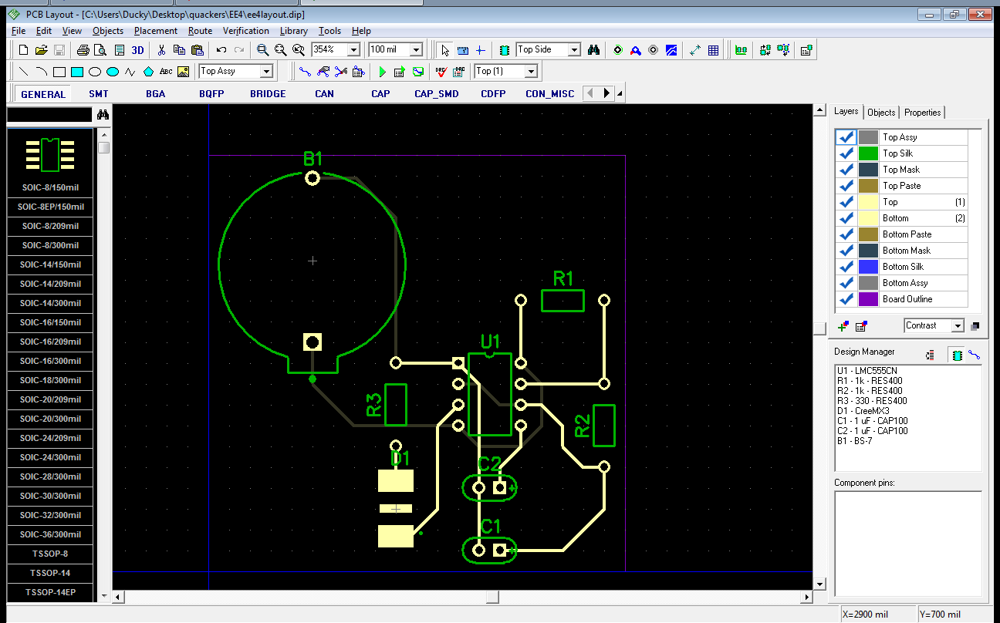 PCB Layout - [C:\Users\Ducky\Desktop\quackers\EE4\ee4layout.dip]
File Edit View Objects Placement Route Verification Library Tools Help
3D 354% 100 mil Top Side
ABC Top Assy DRC DRC Top (1)
GENERAL SMT BGA BQFP BRIDGE CAN CAP CAP_SMD CDFP CON_MISC
SOIC-8/150mil
SOIC-8EP/150mil
SOIC-8/209mil
SOIC-8/300mil
SOIC-14/150mil
SOIC-14/209mil
SOIC-14/300mil
SOIC-16/150mil
SOIC-16/209mil
SOIC-16/300mil
SOIC-18/300mil
SOIC-20/209mil
SOIC-20/300mil
SOIC-24/209mil
SOIC-24/300mil
SOIC-28/300mil
SOIC-30/300mil
SOIC-32/300mil
SOIC-36/300mil
TSSOP-8
TSSOP-14
TSSOP-14EP
B1
R1
U1
R3
R2
D1
C2
+
C1
+
Layers Objects Properties
Top Assy
Top Silk
Top Mask
Top Paste
Top (1)
Bottom (2)
Bottom Paste
Bottom Mask
Bottom Silk
Bottom Assy
Board Outline
Contrast
Design Manager
U1 - LMC555CN
R1 - 1k - RES400
R2 - 1k - RES400
R3 - 330 - RES400
D1 - CreeMX3
C1 - 1 uF - CAP100
C2 - 1 uF - CAP100
B1 - BS-7
Component pins:
X=2900 mil Y=700 mil